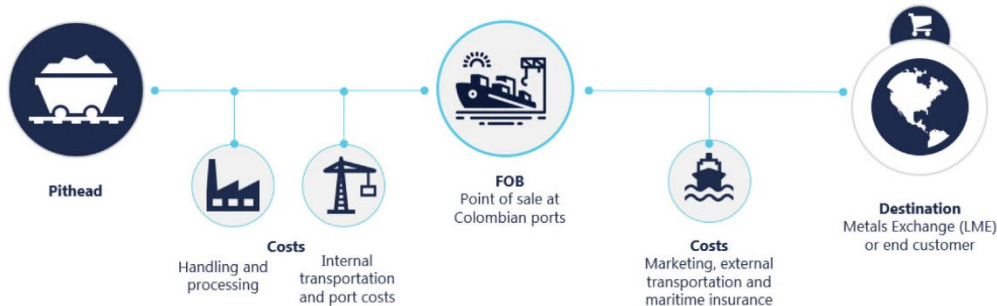 Pithead
Costs
Handling and
processing
Internal
transportation
and port costs
FOB
Point of sale at
Colombian ports
Costs
Marketing, external
transportation and
maritime insurance
Destination
Metals Exchange (LME)
or end customer